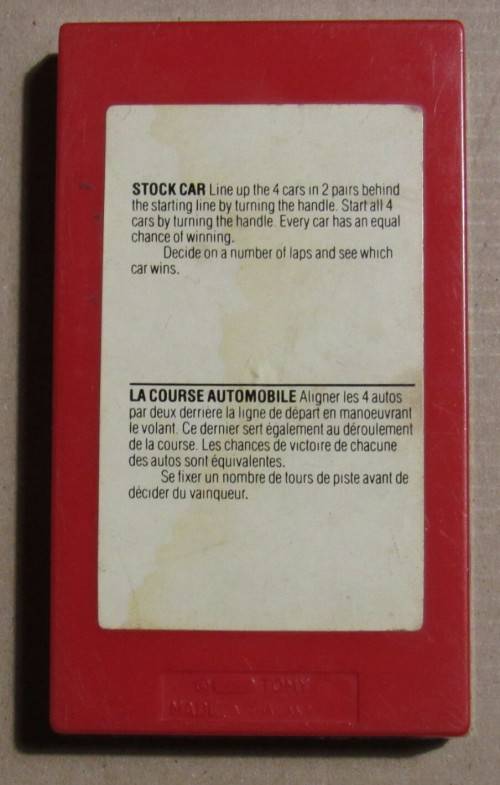 STOCK CAR Line up the 4 cars in 2 pairs behind
the starting line by turning the handle. Start all 4
cars by turning the handle. Every car has an equal
chance of winning.
Decide on a number of laps and see which
car wins.
LA COURSE AUTOMOBILE Aligner les 4 autos
par deux derrière la ligne de départ en manoeuvrant
le volant. Ce dernier sert également au déroulement
de la course. Les chances de victoire de chacune
des autos sont équivalentes.
Se fixer un nombre de tours de piste avant de
décider du vainqueur.
TOMY